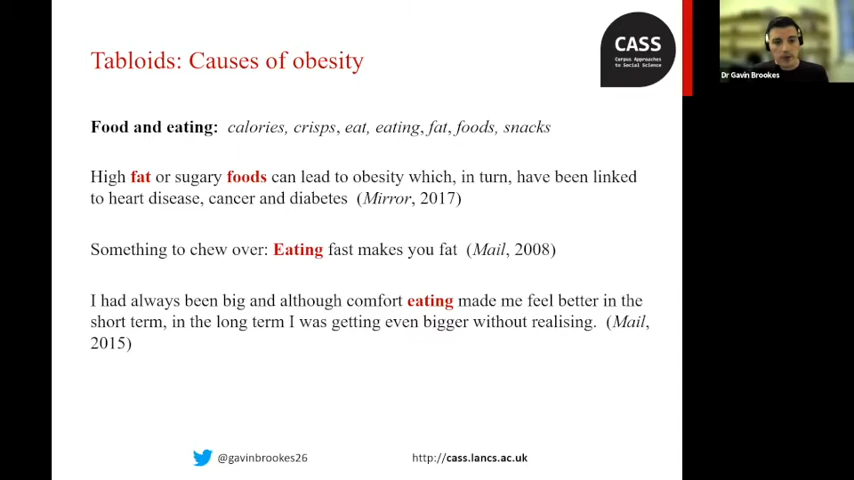 Tabloids: Causes of obesity
CASS
Corpus Approaches
to Social Science
Dr Gavin Brookes
Food and eating: calories, crisps, eat, eating, fat, foods, snacks
High fat or sugary foods can lead to obesity which, in turn, have been linked
to heart disease, cancer and diabetes (Mirror, 2017)
Something to chew over: Eating fast makes you fat (Mail, 2008)
I had always been big and although comfort eating made me feel better in the
short term, in the long term I was getting even bigger without realising. (Mail,
2015)
@gavinbrookes26
http://cass.lancs.ac.uk